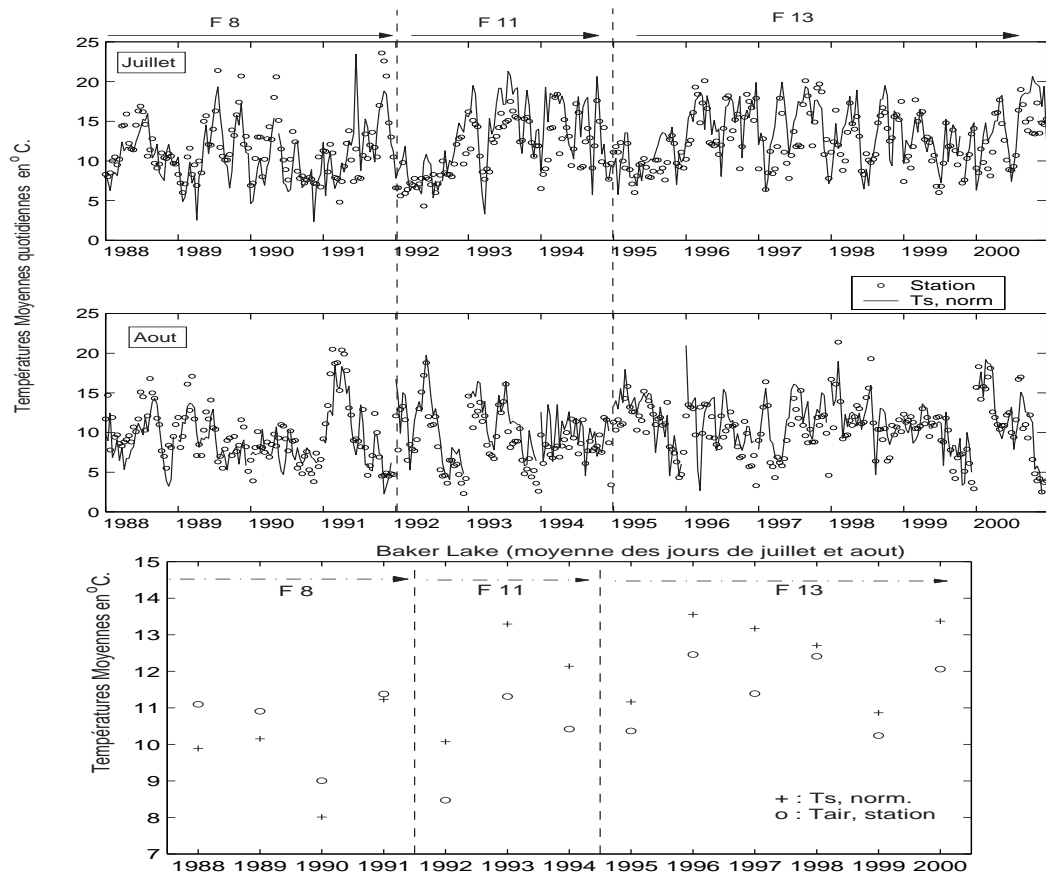 F 8 F 11 F 13
Températures Moyennes quotidiennes en ⁰ C.
25
20
15
10
5
0
Juillet
1988 1989 1990 1991 1992 1993 1994 1995 1996 1997 1998 1999 2000
Station
Ts, norm
25
20
15
10
5
0
Aout
1988 1989 1990 1991 1992 1993 1994 1995 1996 1997 1998 1999 2000
Baker Lake (moyenne des jours de juillet et aout)
Températures Moyennes en ⁰ C.
15
14
13
12
11
10
9
8
7
F 8 F 11 F 13
+ : Ts, norm.
o : Tair, station
1988 1989 1990 1991 1992 1993 1994 1995 1996 1997 1998 1999 2000